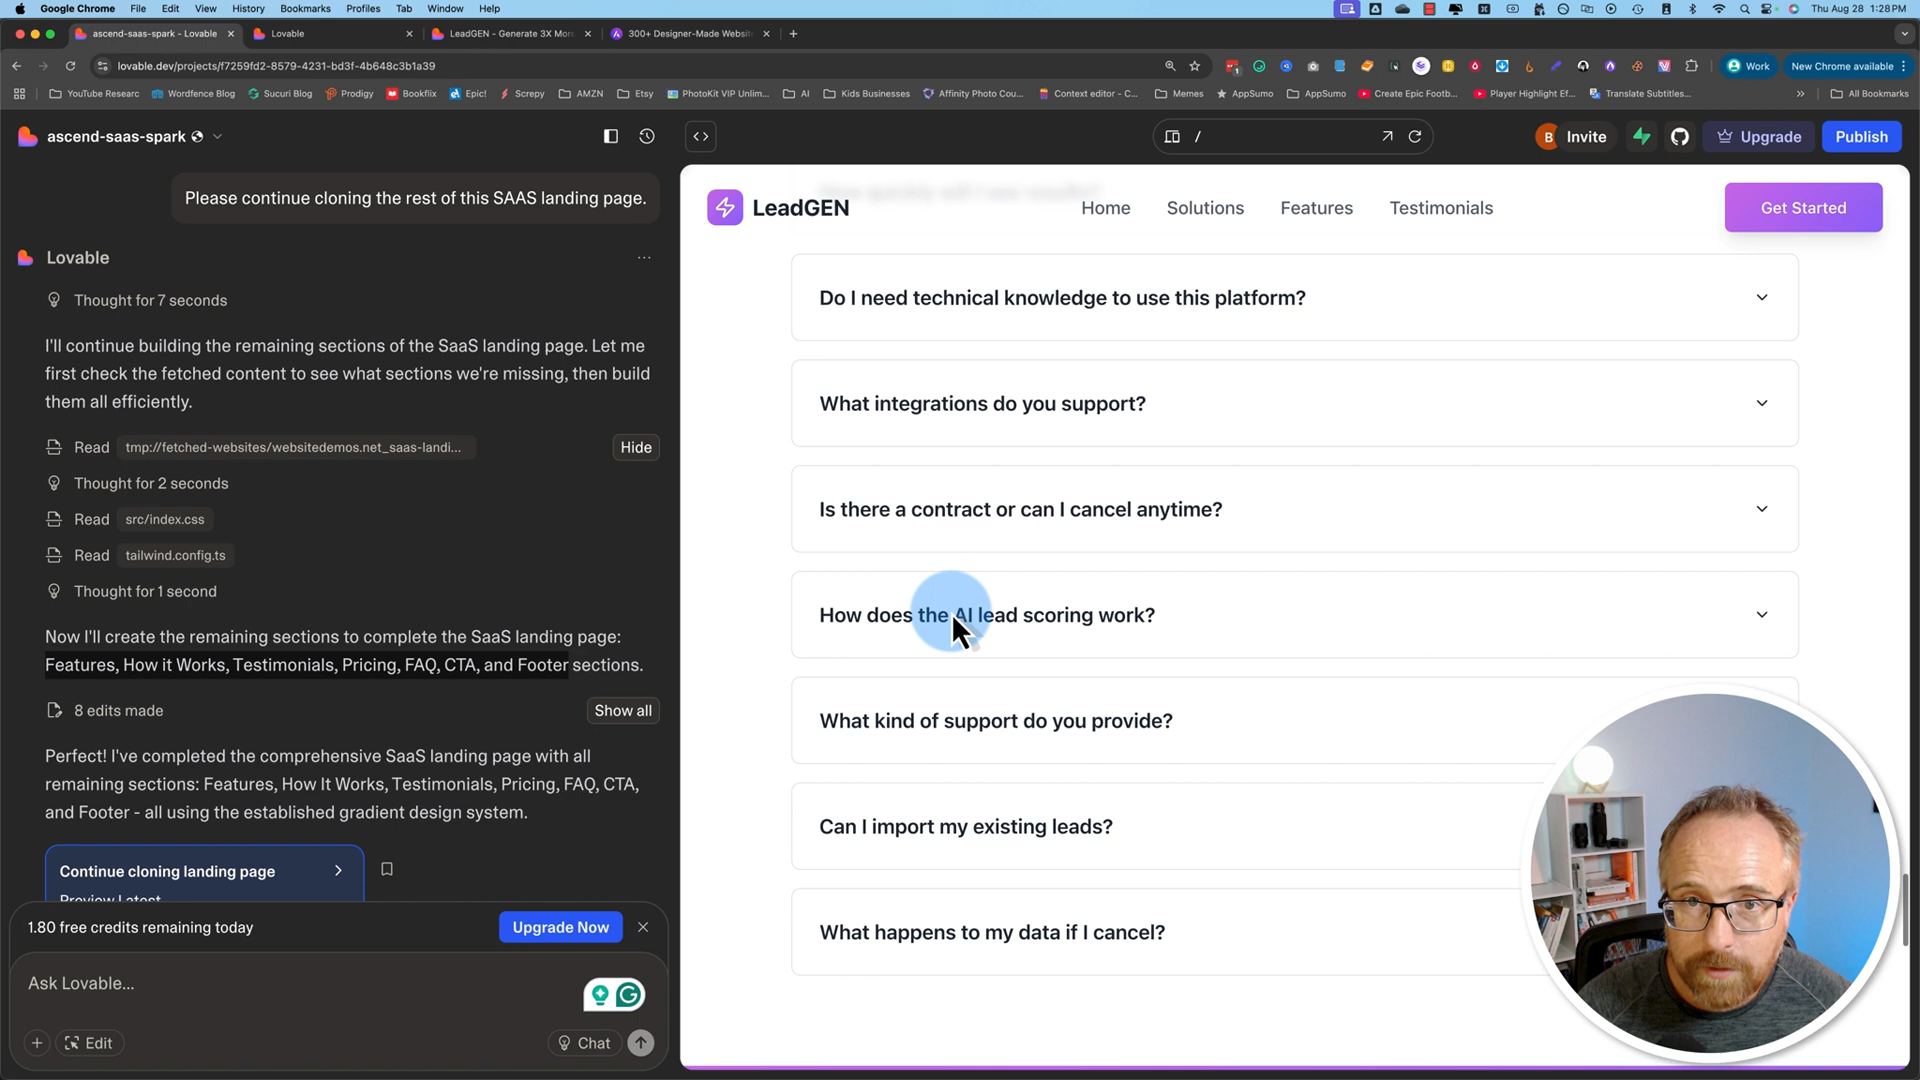 Google Chrome File Edit View History Bookmarks Profiles Tab Window Help Thu Aug 28 1:28 PM
ascend-saas-spark - Lovable
Lovable
LeadGEN - Generate 3X More
300+ Designer-Made Websit
lovable.dev/projects/f7259fd2-8579-4231-bd3f-4b648c3b1a39
Work
New Chrome available
YouTube Researc
Wordfence Blog
Sucuri Blog
Prodigy
Bookflix
Epic!
Screpy
AMZN
Etsy
PhotoKit VIP Unlim...
AI
Kids Businesses
Affinity Photo Cou...
Context editor - C...
Memes
AppSumo
AppSumo
Create Epic Footb...
Player Highlight Ef...
Translate Subtitles...
All Bookmarks
ascend-saas-spark
/
B
Invite
Upgrade
Publish
Please continue cloning the rest of this SAAS landing page.
Lovable
Thought for 7 seconds
I'll continue building the remaining sections of the SaaS landing page. Let me
first check the fetched content to see what sections we're missing, then build
them all efficiently.
Read tmp://fetched-websites/websitedemos.net_saas-landi...
Hide
Thought for 2 seconds
Read src/index.css
Read tailwind.config.ts
Thought for 1 second
Now I'll create the remaining sections to complete the SaaS landing page:
Features, How it Works, Testimonials, Pricing, FAQ, CTA, and Footer sections.
8 edits made
Show all
Perfect! I've completed the comprehensive SaaS landing page with all
remaining sections: Features, How It Works, Testimonials, Pricing, FAQ, CTA,
and Footer - all using the established gradient design system.
Continue cloning landing page
Preview Latest
1.80 free credits remaining today
Upgrade Now
Ask Lovable...
Edit
Chat
LeadGEN
Home
Solutions
Features
Testimonials
Get Started
How quickly will I see results?
Do I need technical knowledge to use this platform?
What integrations do you support?
Is there a contract or can I cancel anytime?
How does the AI lead scoring work?
What kind of support do you provide?
Can I import my existing leads?
What happens to my data if I cancel?